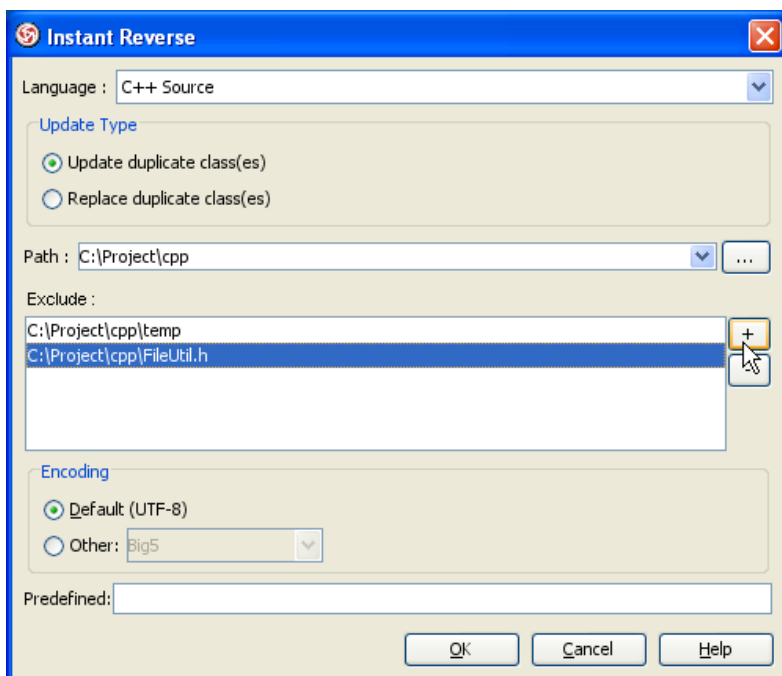 Instant Reverse
Language : C++ Source
Update Type
Update duplicate class(es)
Replace duplicate class(es)
Path : C:\Project\cpp ...
Exclude :
C:\Project\cpp\temp
+
C:\Project\cpp\FileUtil.h
Encoding
Default (UTF-8)
Other: Big5
Predefined:
OK Cancel Help